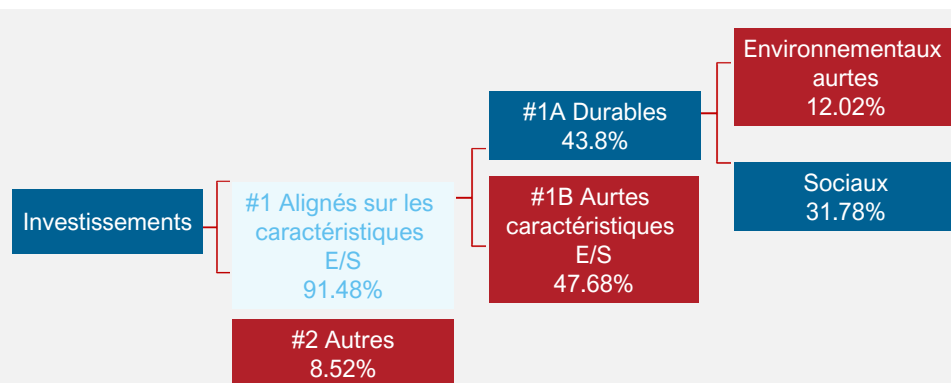 Investissements
#1 Alignés sur les
caractéristiques
E/S
91.48%
#2 Autres
8.52%
#1A Durables
43.8%
#1B Aurtes
caractéristiques
E/S
47.68%
Environnementaux
aurtes
12.02%
Sociaux
31.78%